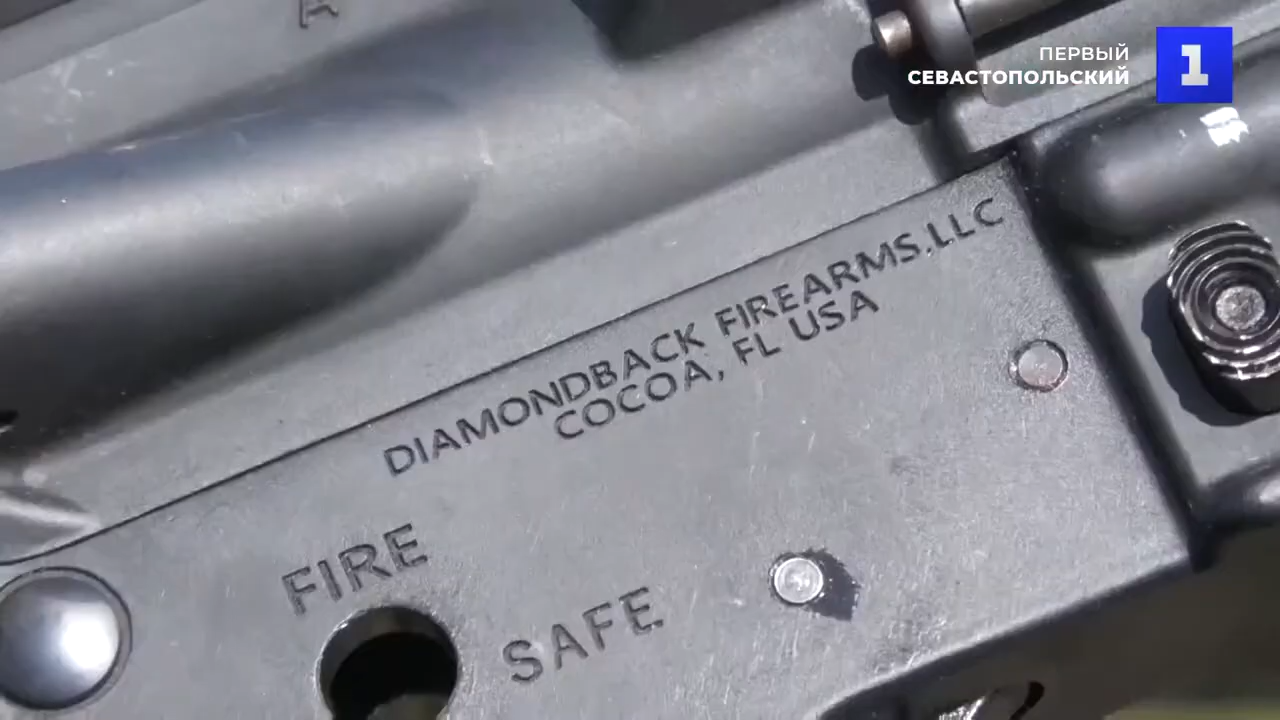 A
ПЕРВЫЙ
СЕВАСТОПОЛЬСКИЙ
1
DIAMONDBACK FIREARMS,LLC
COCOA, FL USA
FIRE
SAFE